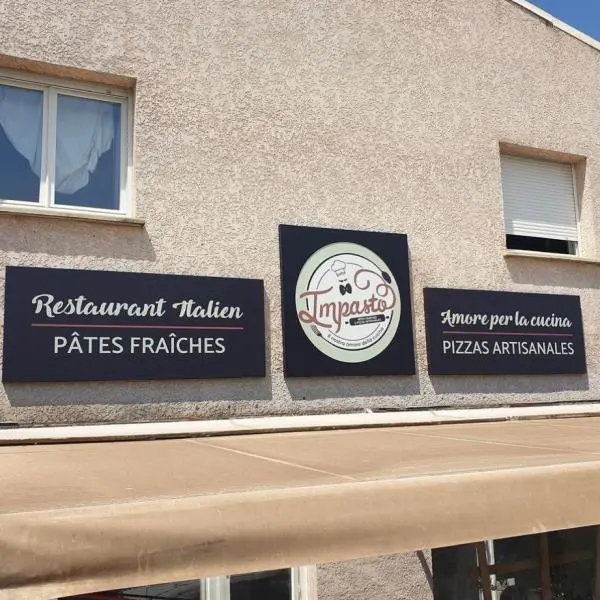 Restaurant Italien
PÂTES FRAÎCHES
Impasto
Amore per la cucina
PIZZAS ARTISANALES